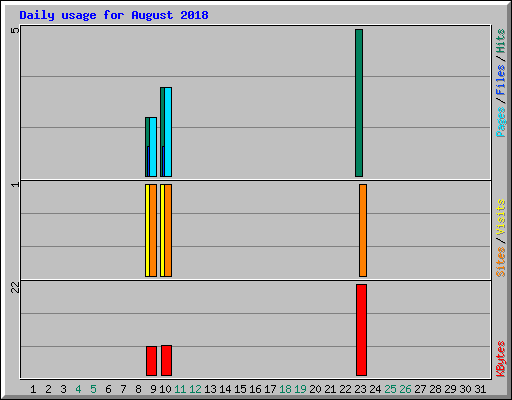 Daily usage for August 2018
5
1
22
Pages / Files / Hits
Sites / Visits
KBytes
1 2 3 4 5 6 7 8 9 10 11 12 13 14 15 16 17 18 19 20 21 22 23 24 25 26 27 28 29 30 31